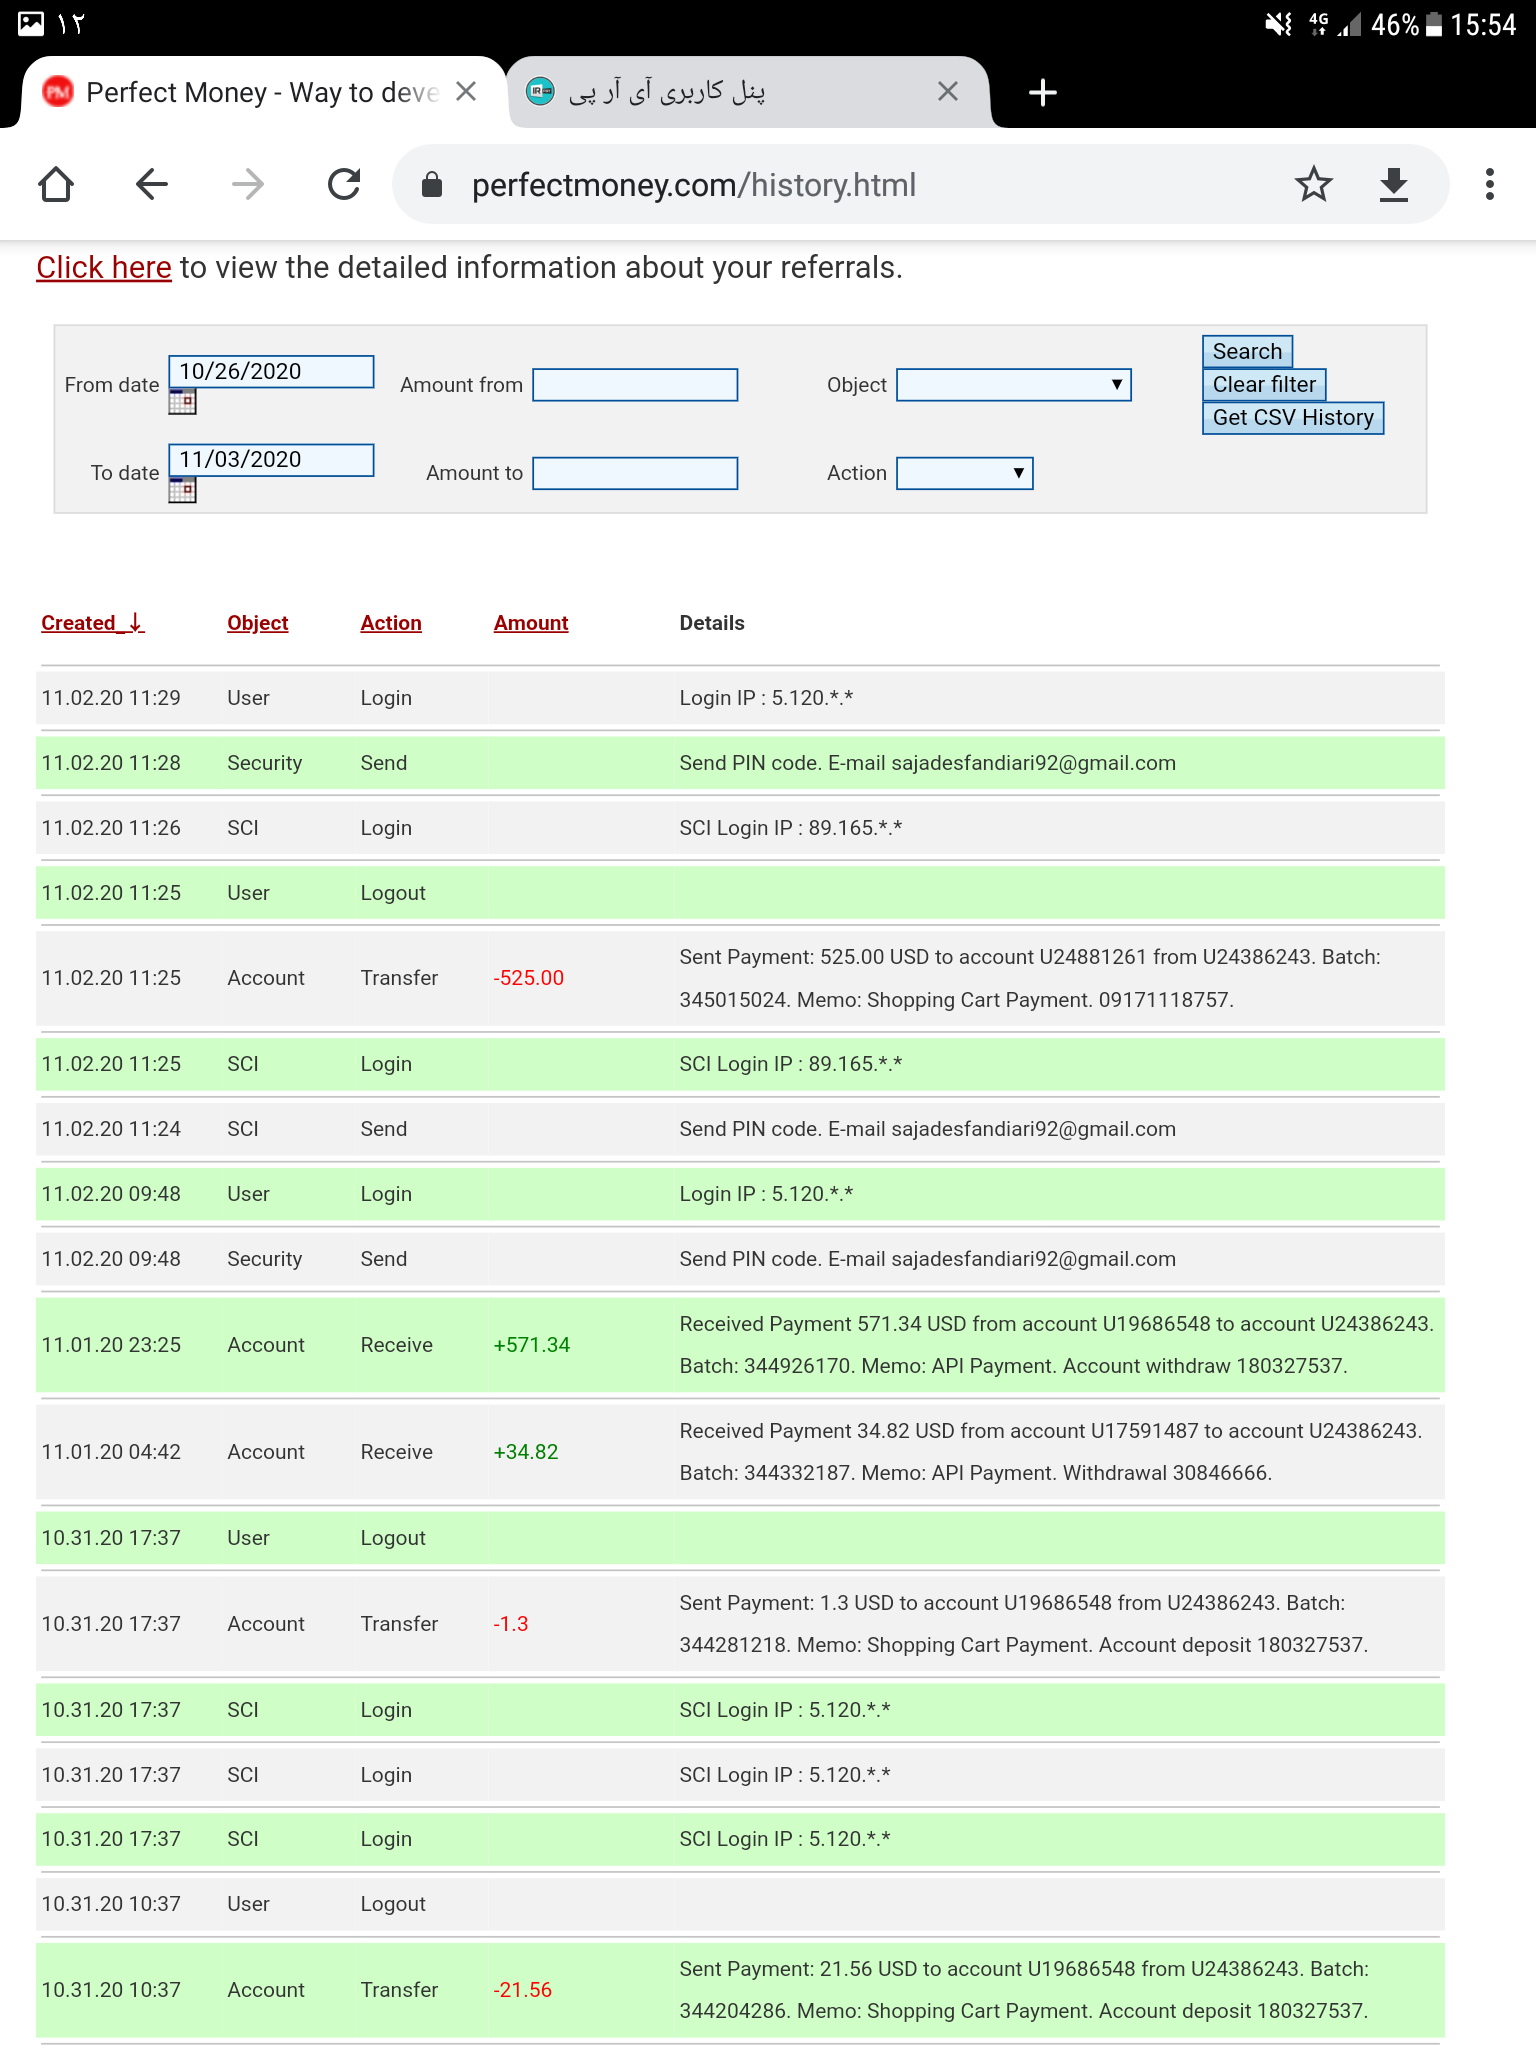 ۱۲
4G 46% 15:54
Perfect Money - Way to deve
پنل کاربری آی آر پی
perfectmoney.com/history.html
Click here to view the detailed information about your referrals.
From date 10/26/2020 Amount from Object Search
Clear filter
Get CSV History
To date 11/03/2020 Amount to Action
Created ↓ Object Action Amount Details
11.02.20 11:29 User Login Login IP : 5.120.*.*
11.02.20 11:28 Security Send Send PIN code. E-mail sajadesfandiari92@gmail.com
11.02.20 11:26 SCI Login SCI Login IP : 89.165.*.*
11.02.20 11:25 User Logout
11.02.20 11:25 Account Transfer -525.00 Sent Payment: 525.00 USD to account U24881261 from U24386243. Batch:
345015024. Memo: Shopping Cart Payment. 09171118757.
11.02.20 11:25 SCI Login SCI Login IP : 89.165.*.*
11.02.20 11:24 SCI Send Send PIN code. E-mail sajadesfandiari92@gmail.com
11.02.20 09:48 User Login Login IP : 5.120.*.*
11.02.20 09:48 Security Send Send PIN code. E-mail sajadesfandiari92@gmail.com
11.01.20 23:25 Account Receive +571.34 Received Payment 571.34 USD from account U19686548 to account U24386243.
Batch: 344926170. Memo: API Payment. Account withdraw 180327537.
11.01.20 04:42 Account Receive +34.82 Received Payment 34.82 USD from account U17591487 to account U24386243.
Batch: 344332187. Memo: API Payment. Withdrawal 30846666.
10.31.20 17:37 User Logout
10.31.20 17:37 Account Transfer -1.3 Sent Payment: 1.3 USD to account U19686548 from U24386243. Batch:
344281218. Memo: Shopping Cart Payment. Account deposit 180327537.
10.31.20 17:37 SCI Login SCI Login IP : 5.120.*.*
10.31.20 17:37 SCI Login SCI Login IP : 5.120.*.*
10.31.20 17:37 SCI Login SCI Login IP : 5.120.*.*
10.31.20 10:37 User Logout
10.31.20 10:37 Account Transfer -21.56 Sent Payment: 21.56 USD to account U19686548 from U24386243. Batch:
344204286. Memo: Shopping Cart Payment. Account deposit 180327537.